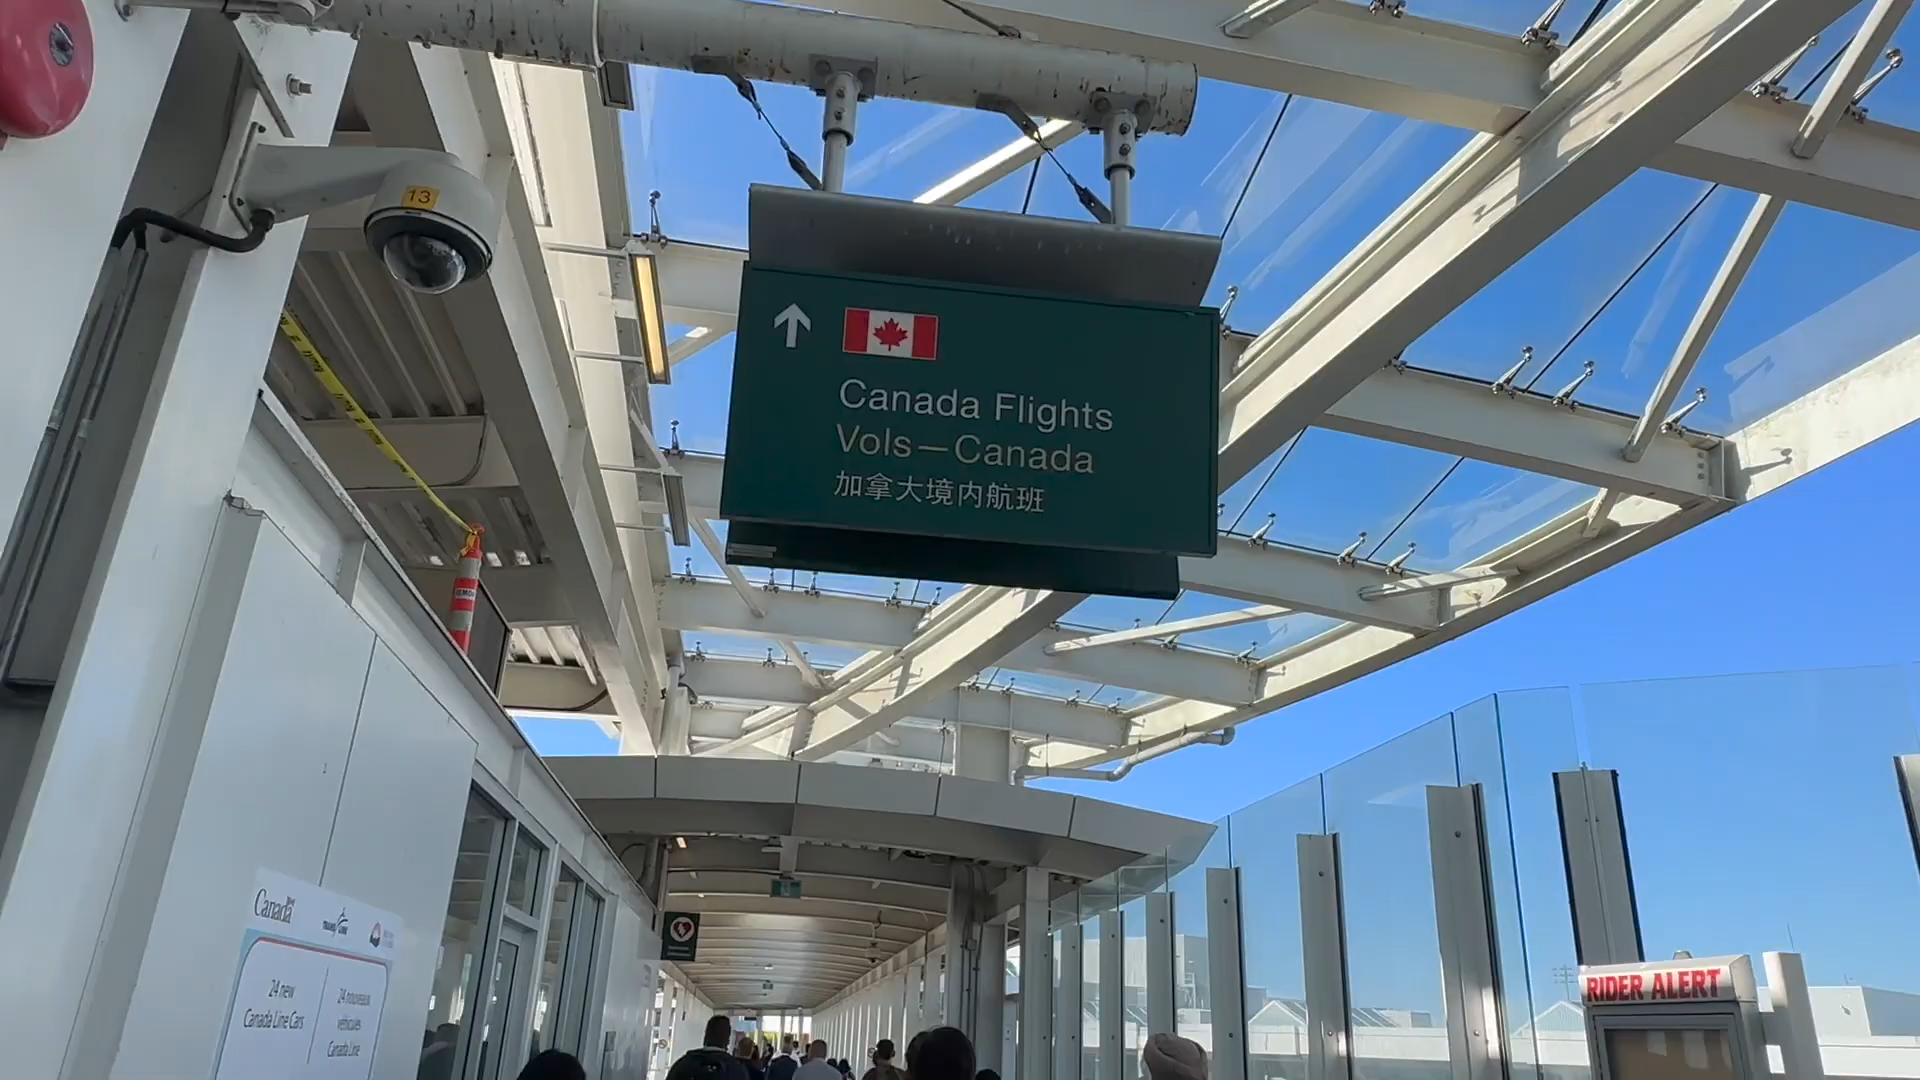 13
Canada Flights
Vols—Canada
加拿大境内航班
Canada
24 new
Canada Line Cars
24 nouveaux
véhicules
Canada Line
RIDER ALERT